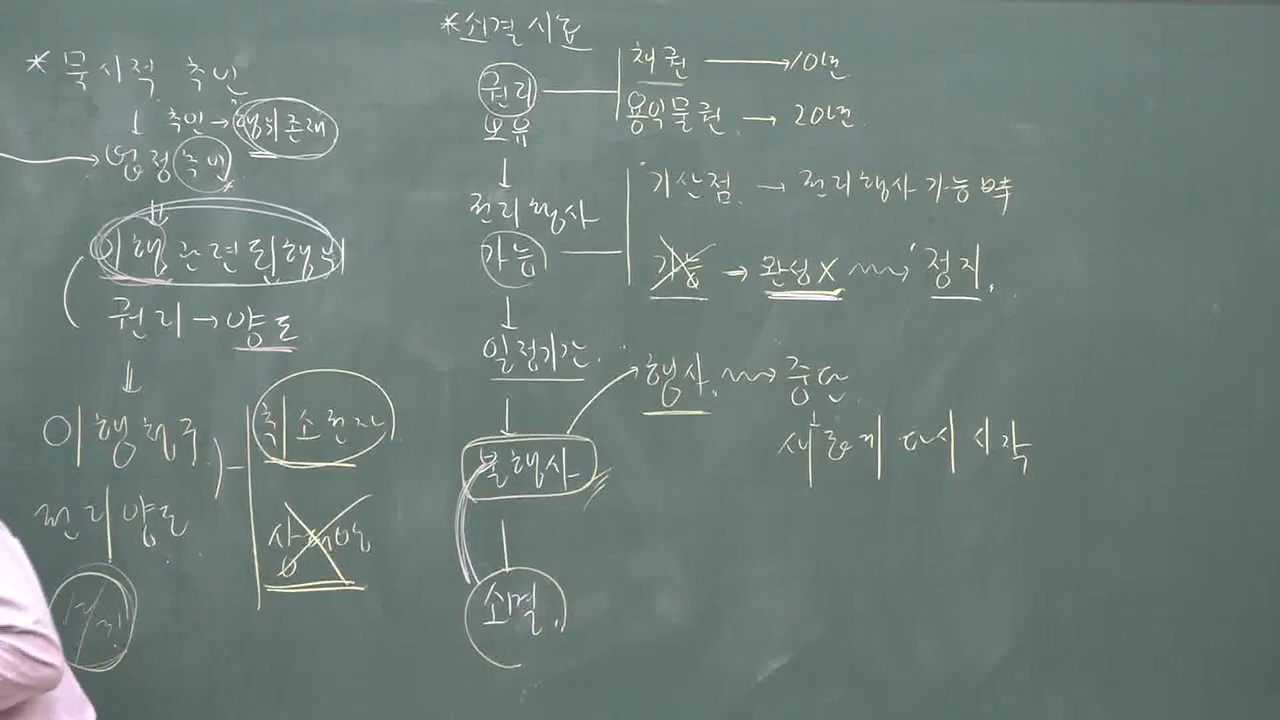 * 묵시적 추인
↓ 추인 → 행위존재
법정추인
↓
이행 관련된 행위
권리 → 양도
↓
이행청구
권리양도
취소권자
상대방
* 소멸시효
권리
보유
↓
권리행사
가능
↓
일정기간.
↓
불행사
소멸.
채권 → 10년
용익물권 → 20년
기산점 → 권리행사 가능 時
가능 → 완성X 정지.
행사 중단.
↓
새롭게 다시 시작